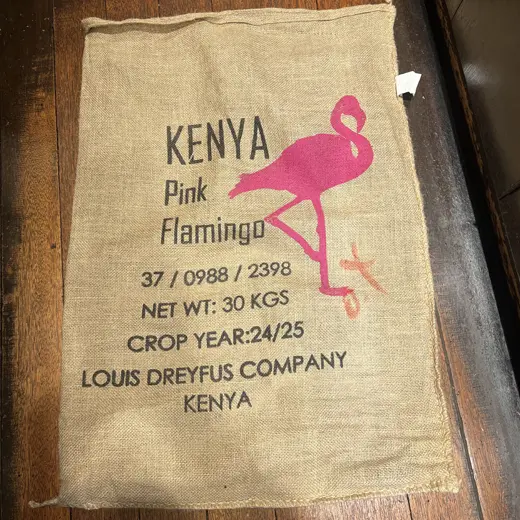 KENYA
Pink
Flamingo
37 / 0988 / 2398
NET WT: 30 KGS
CROP YEAR:24/25
LOUIS DREYFUS COMPANY
KENYA